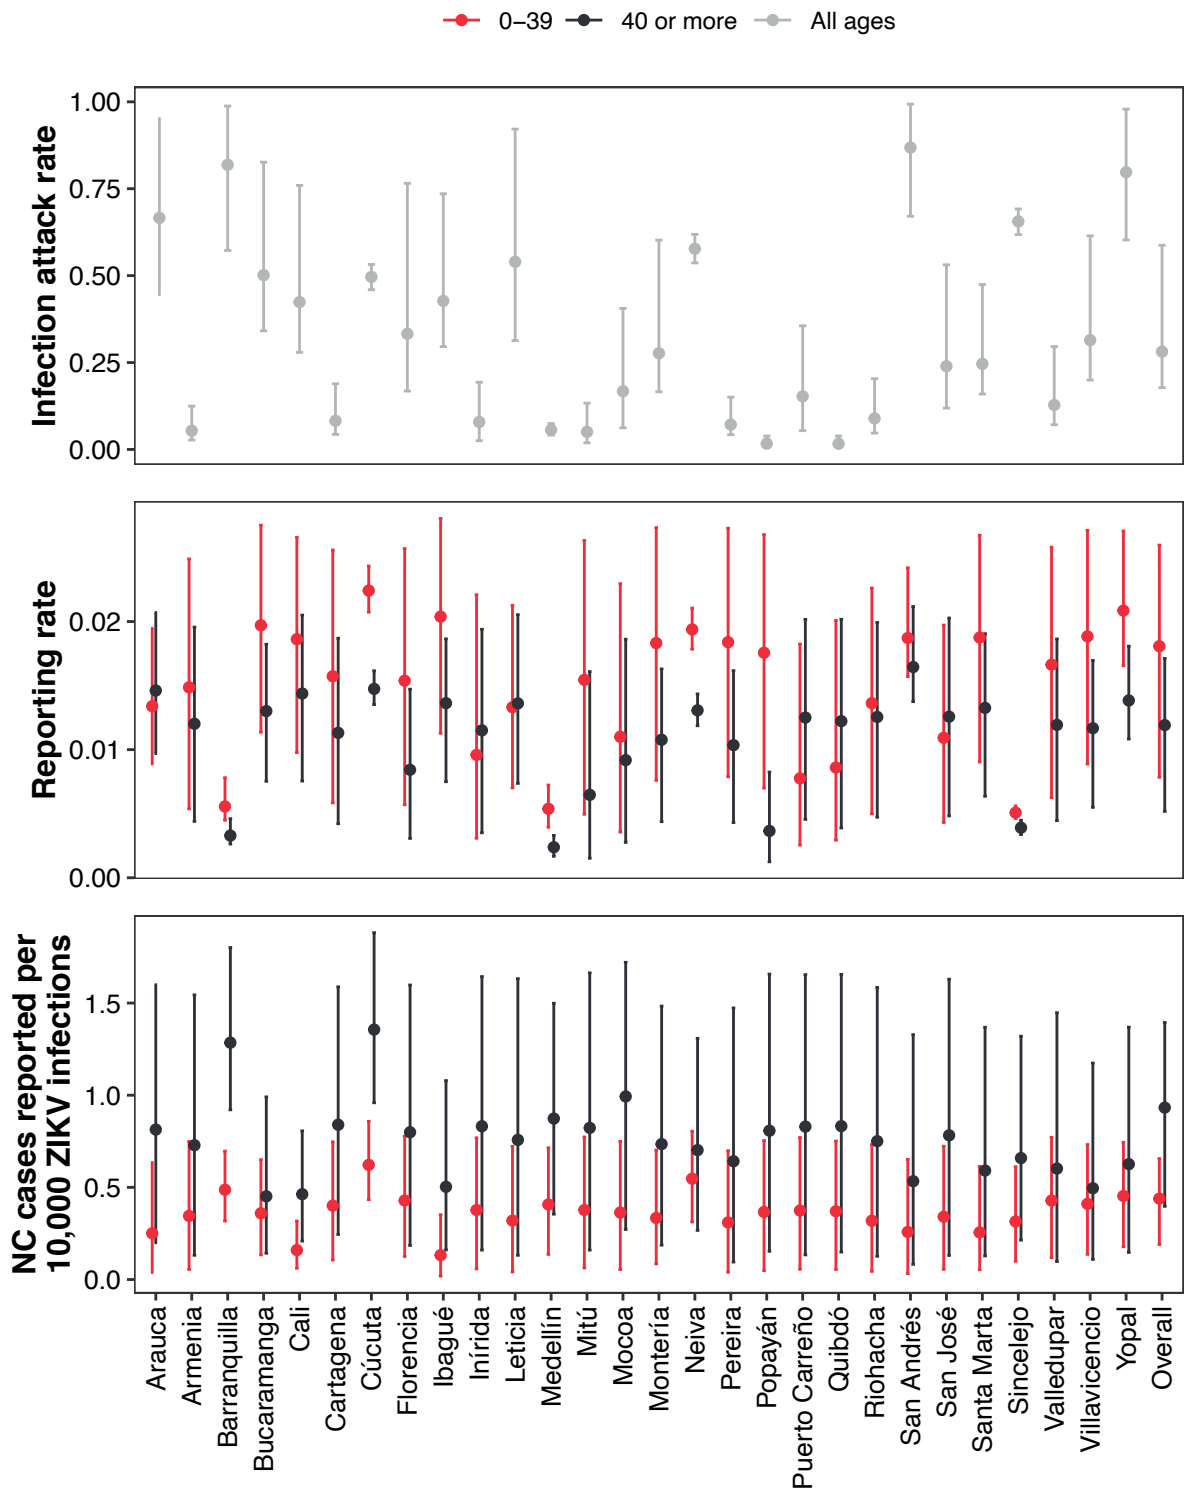 0–39 40 or more All ages
Infection attack rate
1.00
0.75
0.50
0.25
0.00
Reporting rate
0.02
0.01
0.00
NC cases reported per
10,000 ZIKV infections
1.5
1.0
0.5
0.0
Arauca
Armenia
Barranquilla
Bucaramanga
Cali
Cartagena
Cúcuta
Florencia
Ibagué
Inírida
Leticia
Medellín
Mitú
Mocoa
Montería
Neiva
Pereira
Popayán
Puerto Carreño
Quibdó
Riohacha
San Andrés
San José
Santa Marta
Sincelejo
Valledupar
Villavicencio
Yopal
Overall